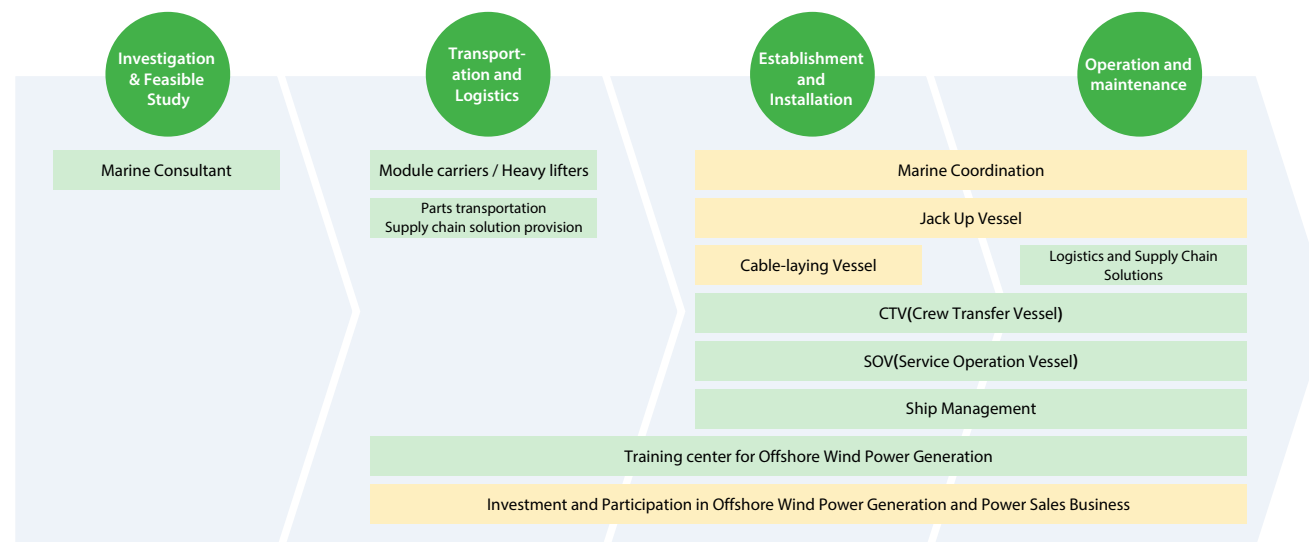 Investigation
& Feasible
Study
Transport-
ation and
Logistics
Establishment
and
Installation
Operation and
maintenance
Marine Consultant
Module carriers / Heavy lifters
Marine Coordination
Parts transportation
Supply chain solution provision
Jack Up Vessel
Cable-laying Vessel
Logistics and Supply Chain
Solutions
CTV(Crew Transfer Vessel)
SOV(Service Operation Vessel)
Ship Management
Training center for Offshore Wind Power Generation
Investment and Participation in Offshore Wind Power Generation and Power Sales Business